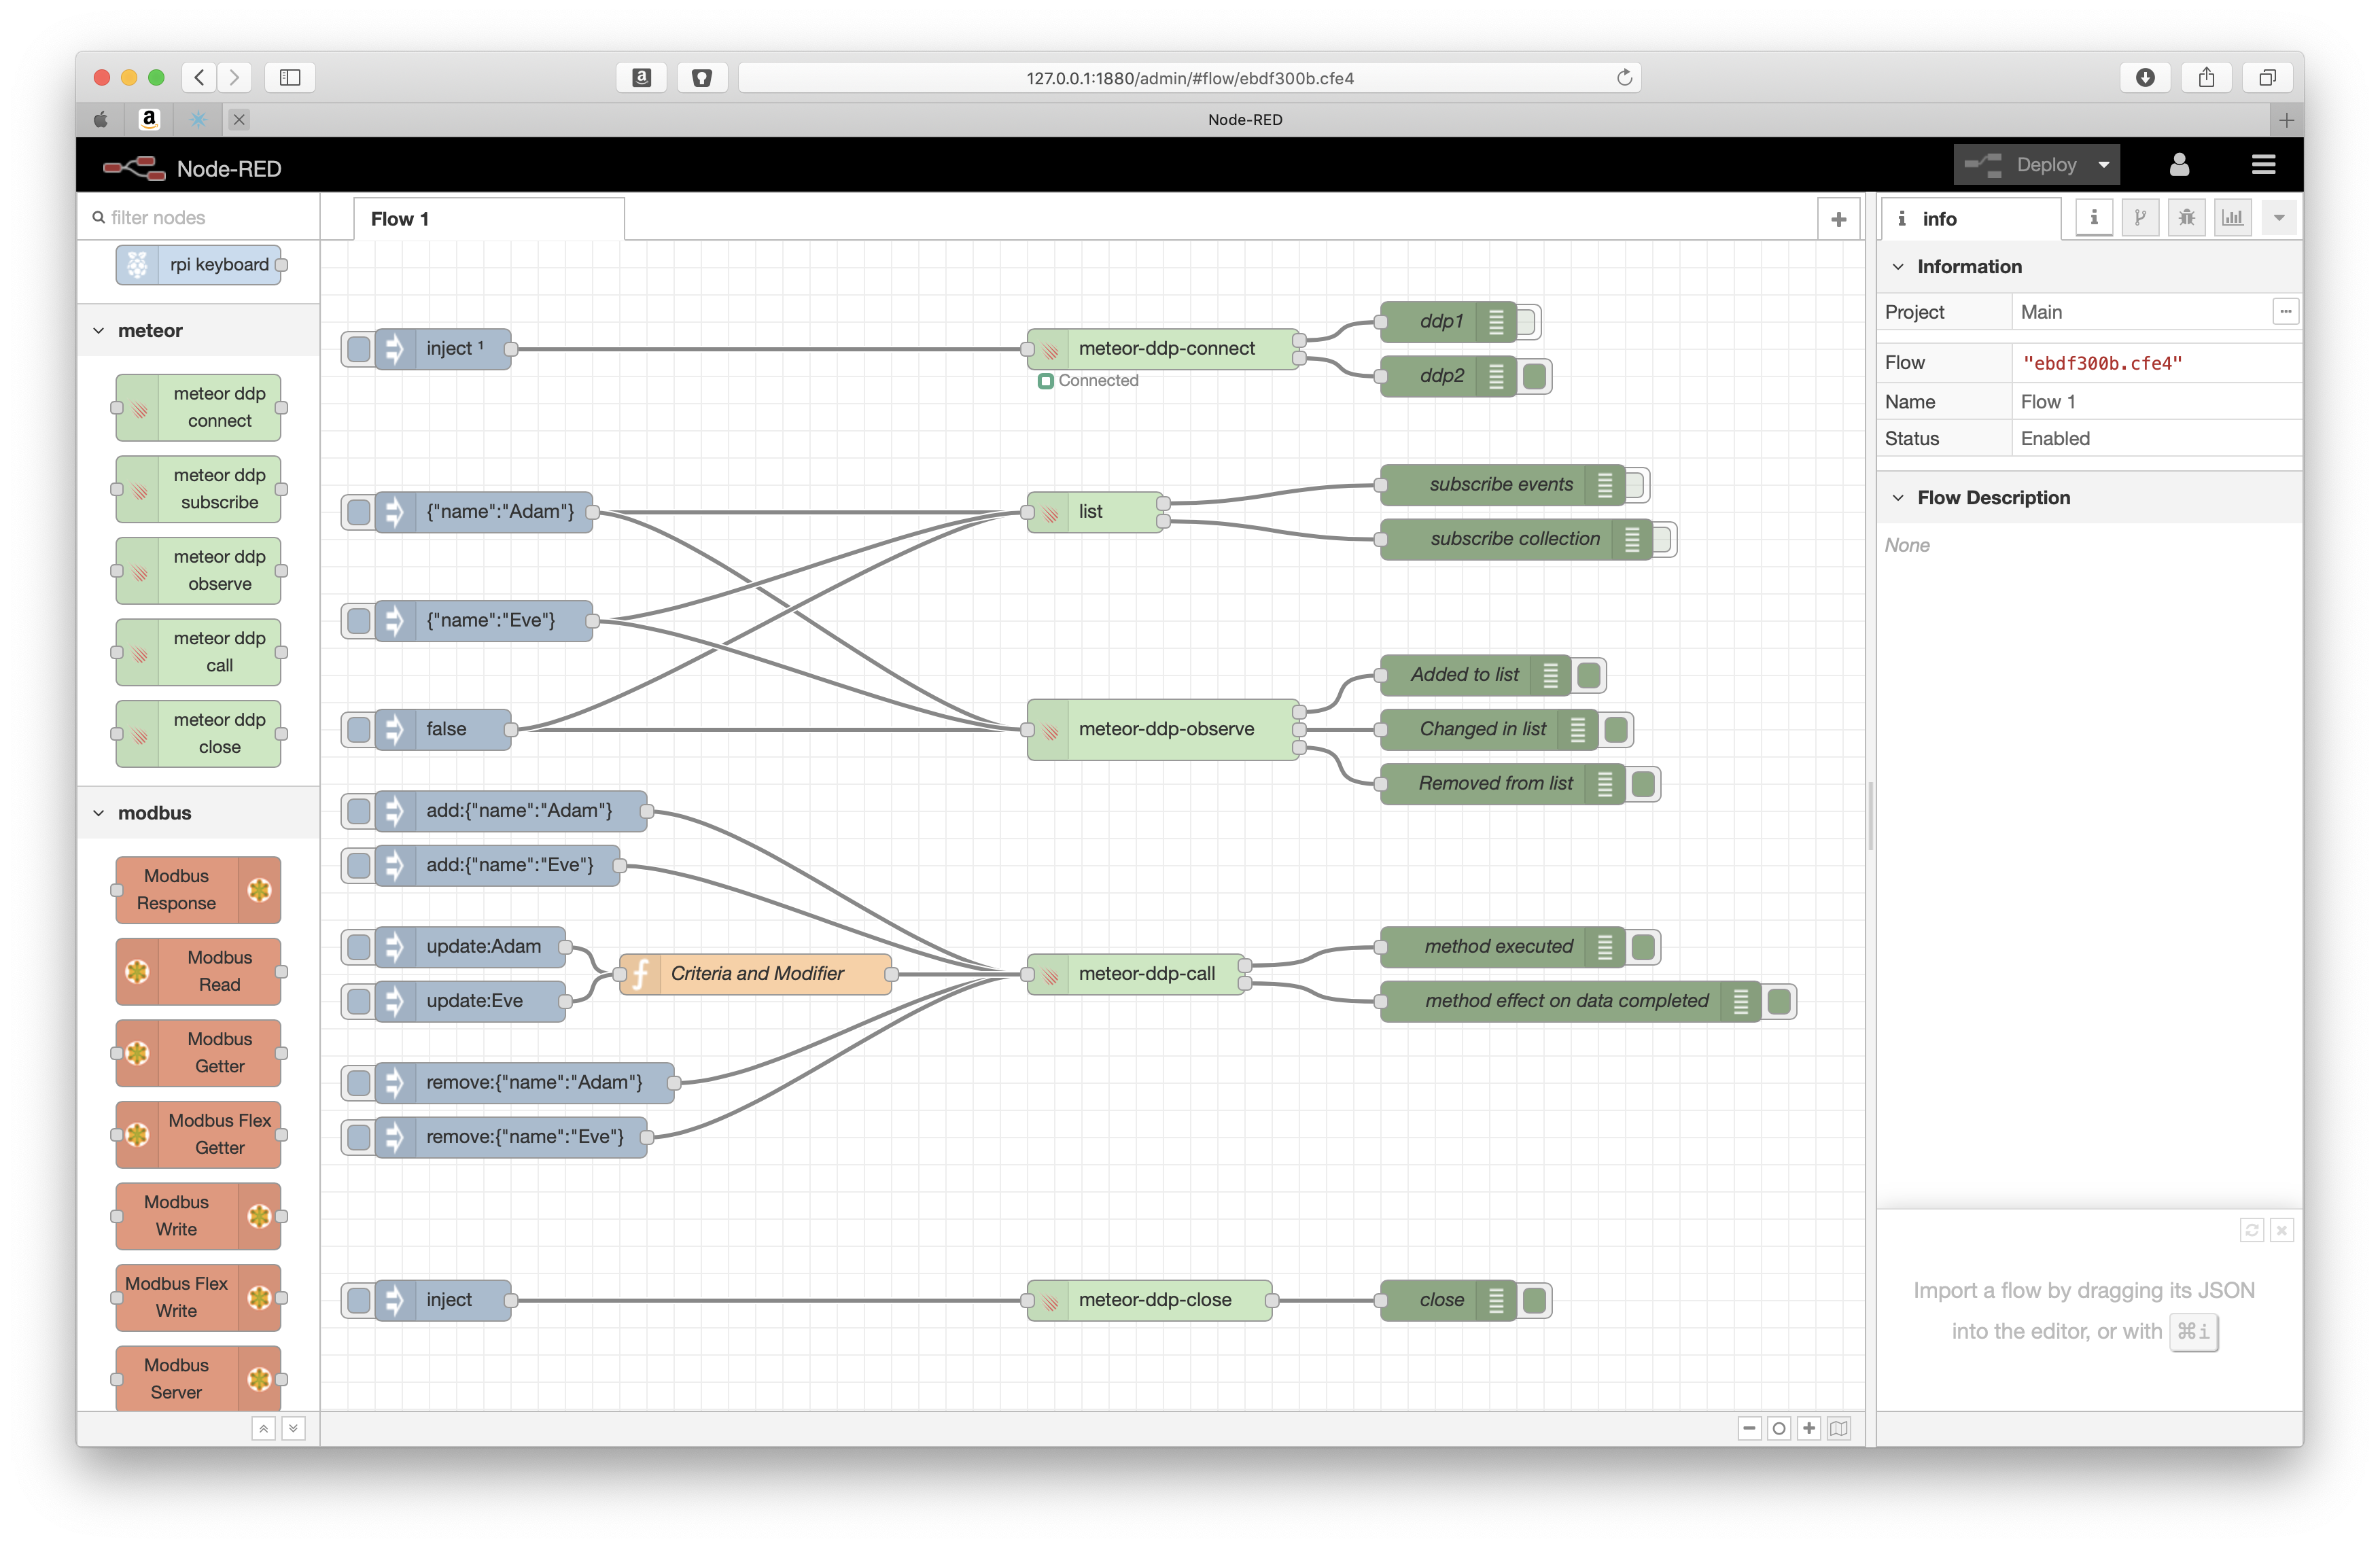 127.0.0.1:1880/admin/#flow/ebdf300b.cfe4
Node-RED
Node-RED
Deploy
filter nodes
rpi keyboard
meteor
meteor ddp
connect
meteor ddp
subscribe
meteor ddp
observe
meteor ddp
call
meteor ddp
close
modbus
Modbus
Response
Modbus
Read
Modbus
Getter
Modbus Flex
Getter
Modbus
Write
Modbus Flex
Write
Modbus
Server
Flow 1
inject ¹
meteor-ddp-connect
Connected
ddp1
ddp2
{"name":"Adam"}
list
subscribe events
subscribe collection
{"name":"Eve"}
false
meteor-ddp-observe
Added to list
Changed in list
Removed from list
add:{"name":"Adam"}
add:{"name":"Eve"}
update:Adam
update:Eve
Criteria and Modifier
meteor-ddp-call
method executed
method effect on data completed
remove:{"name":"Adam"}
remove:{"name":"Eve"}
inject
meteor-ddp-close
close
info
Information
Project Main
Flow "ebdf300b.cfe4"
Name Flow 1
Status Enabled
Flow Description
None
Import a flow by dragging its JSON
into the editor, or with ⌘i